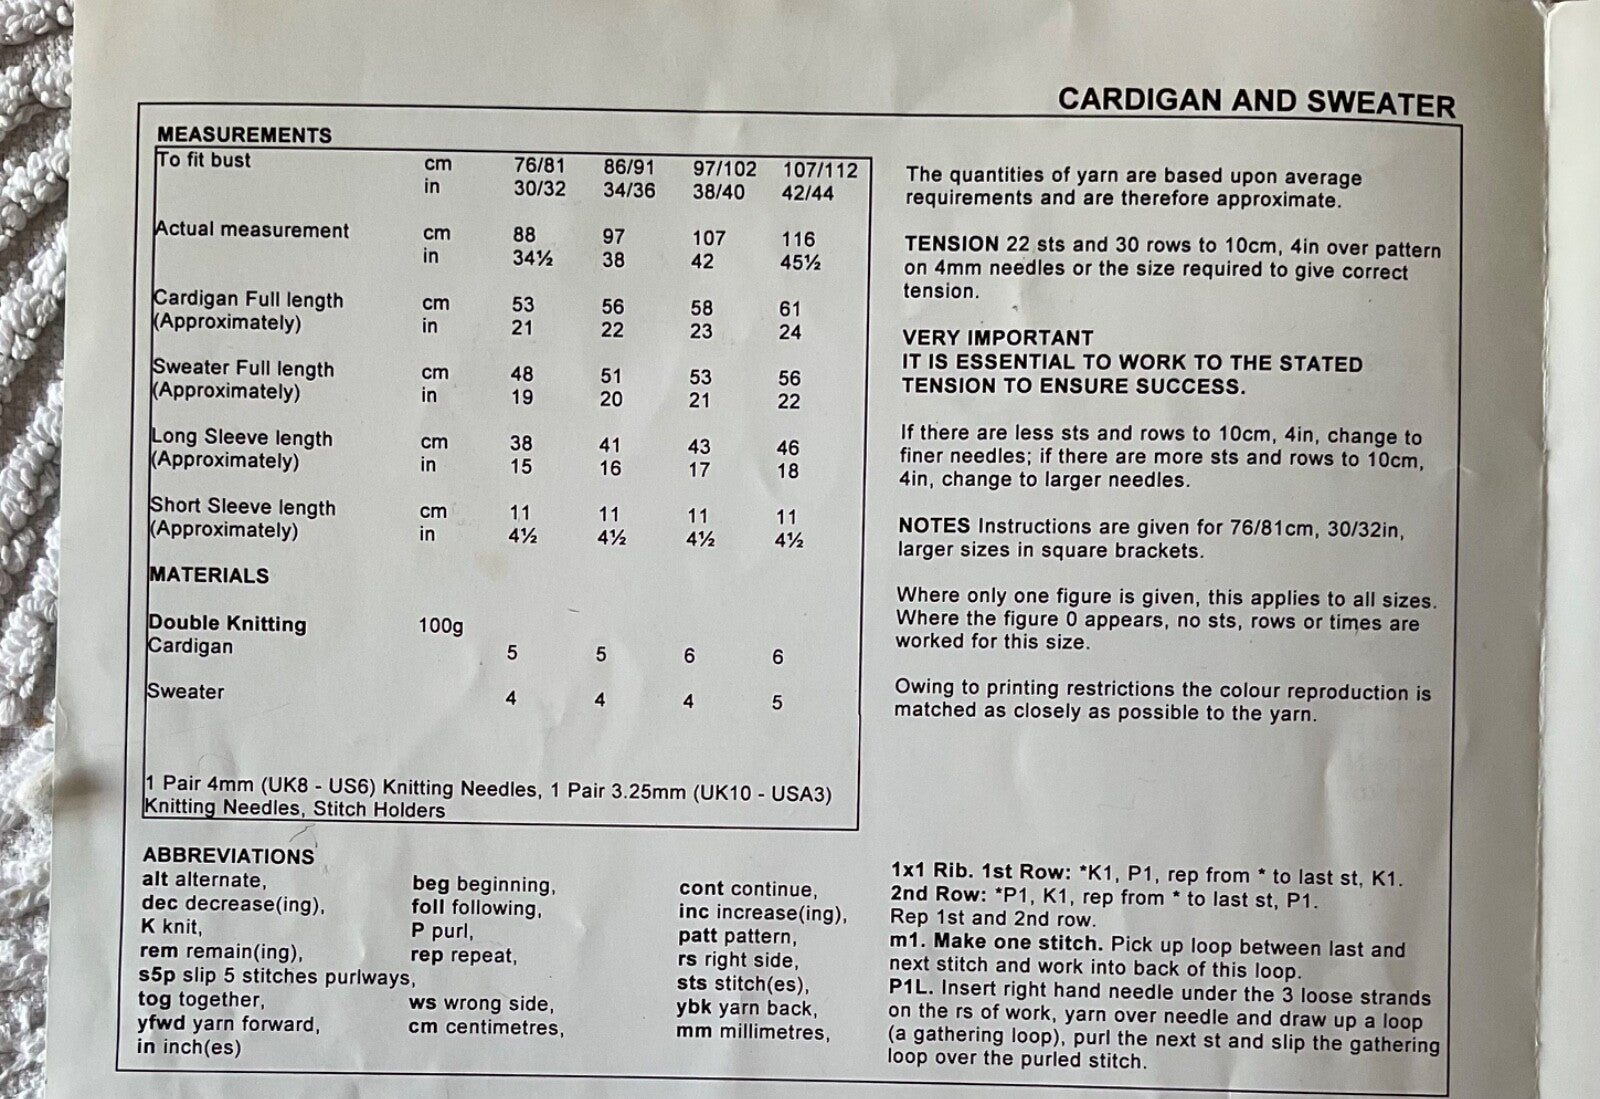 CARDIGAN AND SWEATER
MEASUREMENTS
To fit bust cm 76/81 86/91 97/102 107/112
in 30/32 34/36 38/40 42/44
Actual measurement cm 88 97 107 116
in 34½ 38 42 45½
Cardigan Full length cm 53 56 58 61
(Approximately) in 21 22 23 24
Sweater Full length cm 48 51 53 56
(Approximately) in 19 20 21 22
Long Sleeve length cm 38 41 43 46
(Approximately) in 15 16 17 18
Short Sleeve length cm 11 11 11 11
(Approximately) in 4½ 4½ 4½ 4½
MATERIALS
Double Knitting 100g
Cardigan 5 5 6 6
Sweater 4 4 4 5
1 Pair 4mm (UK8 - US6) Knitting Needles, 1 Pair 3.25mm (UK10 - USA3)
Knitting Needles, Stitch Holders
The quantities of yarn are based upon average
requirements and are therefore approximate.
TENSION 22 sts and 30 rows to 10cm, 4in over pattern
on 4mm needles or the size required to give correct
tension.
VERY IMPORTANT
IT IS ESSENTIAL TO WORK TO THE STATED
TENSION TO ENSURE SUCCESS.
If there are less sts and rows to 10cm, 4in, change to
finer needles; if there are more sts and rows to 10cm,
4in, change to larger needles.
NOTES Instructions are given for 76/81cm, 30/32in,
larger sizes in square brackets.
Where only one figure is given, this applies to all sizes.
Where the figure 0 appears, no sts, rows or times are
worked for this size.
Owing to printing restrictions the colour reproduction is
matched as closely as possible to the yarn.
ABBREVIATIONS
alt alternate, beg beginning, cont continue,
dec decrease(ing), foll following, inc increase(ing),
K knit, P purl, patt pattern,
rem remain(ing), rep repeat, rs right side,
s5p slip 5 stitches purlways, sts stitch(es),
tog together, ws wrong side, ybk yarn back,
yfwd yarn forward, cm centimetres, mm millimetres,
in inch(es)
1x1 Rib. 1st Row: *K1, P1, rep from * to last st, K1.
2nd Row: *P1, K1, rep from * to last st, P1.
Rep 1st and 2nd row.
m1. Make one stitch. Pick up loop between last and
next stitch and work into back of this loop.
P1L. Insert right hand needle under the 3 loose strands
on the rs of work, yarn over needle and draw up a loop
(a gathering loop), purl the next st and slip the gathering
loop over the purled stitch.